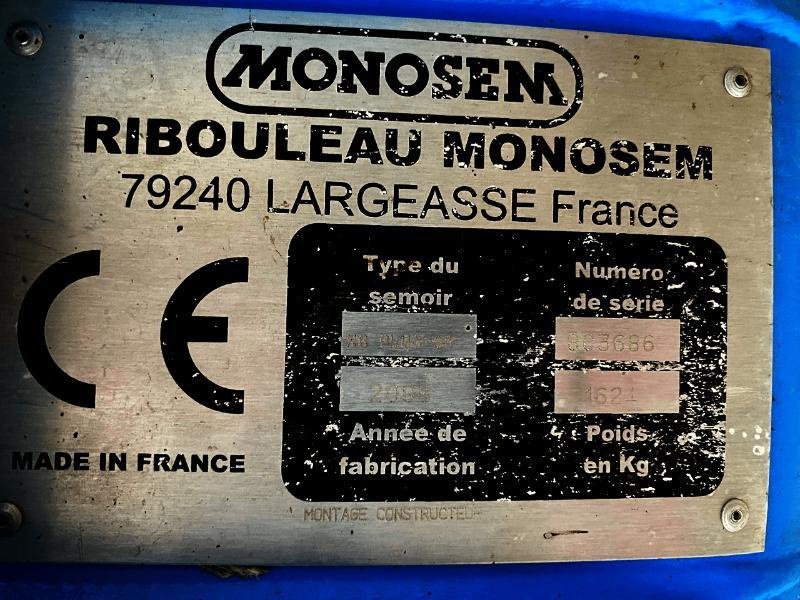 MONOSEM
RIBOULEAU MONOSEM
79240 LARGEASSE France
CE
MADE IN FRANCE
Type du
semoir
Numéro
de série
Année de
fabrication
Poids
en Kg
MONTAGE CONSTRUCTEUR